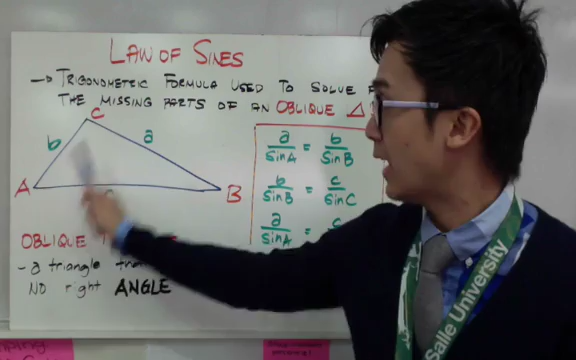 LAW OF SINES
→ TRIGONOMETRIC FORMULA USED TO SOLVE
THE MISSING PARTS OF AN OBLIQUE △
C
b
a
A
B
a/sinA = b/sinB
b/sinB = c/sinC
a/sinA = c
OBLIQUE
- a triangle
NO right ANGLE
Salle University